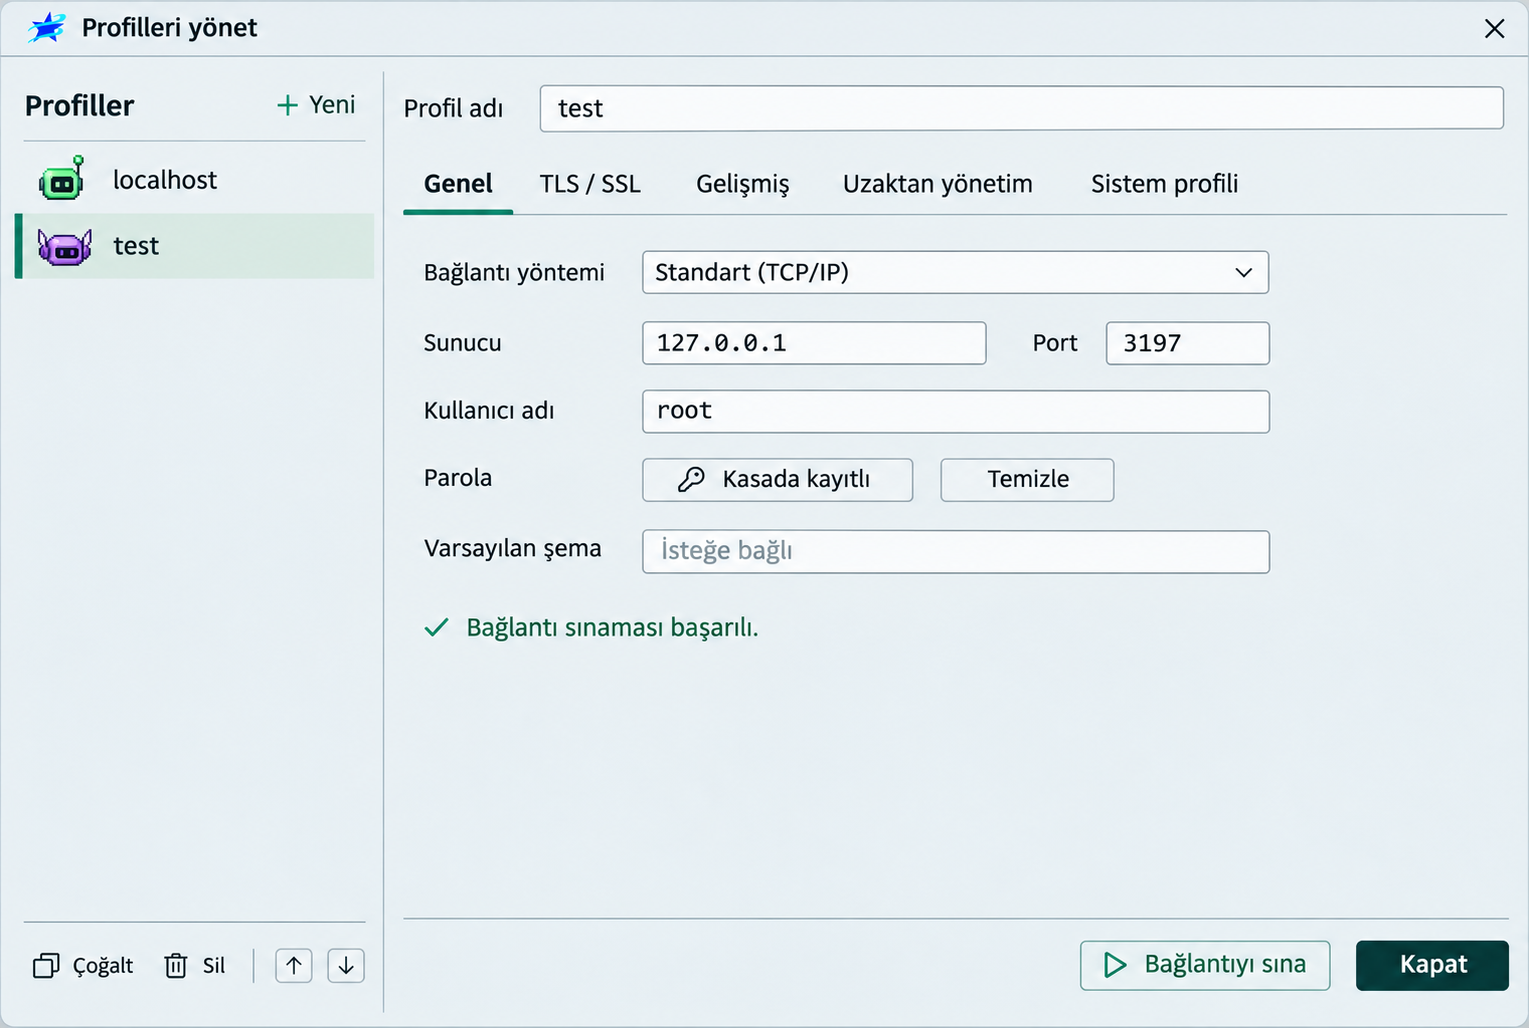 Profilleri yönet
Profiller
Yeni
localhost
test
Profil adı
test
Genel
TLS / SSL
Gelişmiş
Uzaktan yönetim
Sistem profili
Bağlantı yöntemi
Standart (TCP/IP)
Sunucu
127.0.0.1
Port
3197
Kullanıcı adı
root
Parola
Kasada kayıtlı
Temizle
Varsayılan şema
İsteğe bağlı
Bağlantı sınaması başarılı.
Çoğalt
Sil
Bağlantıyı sına
Kapat